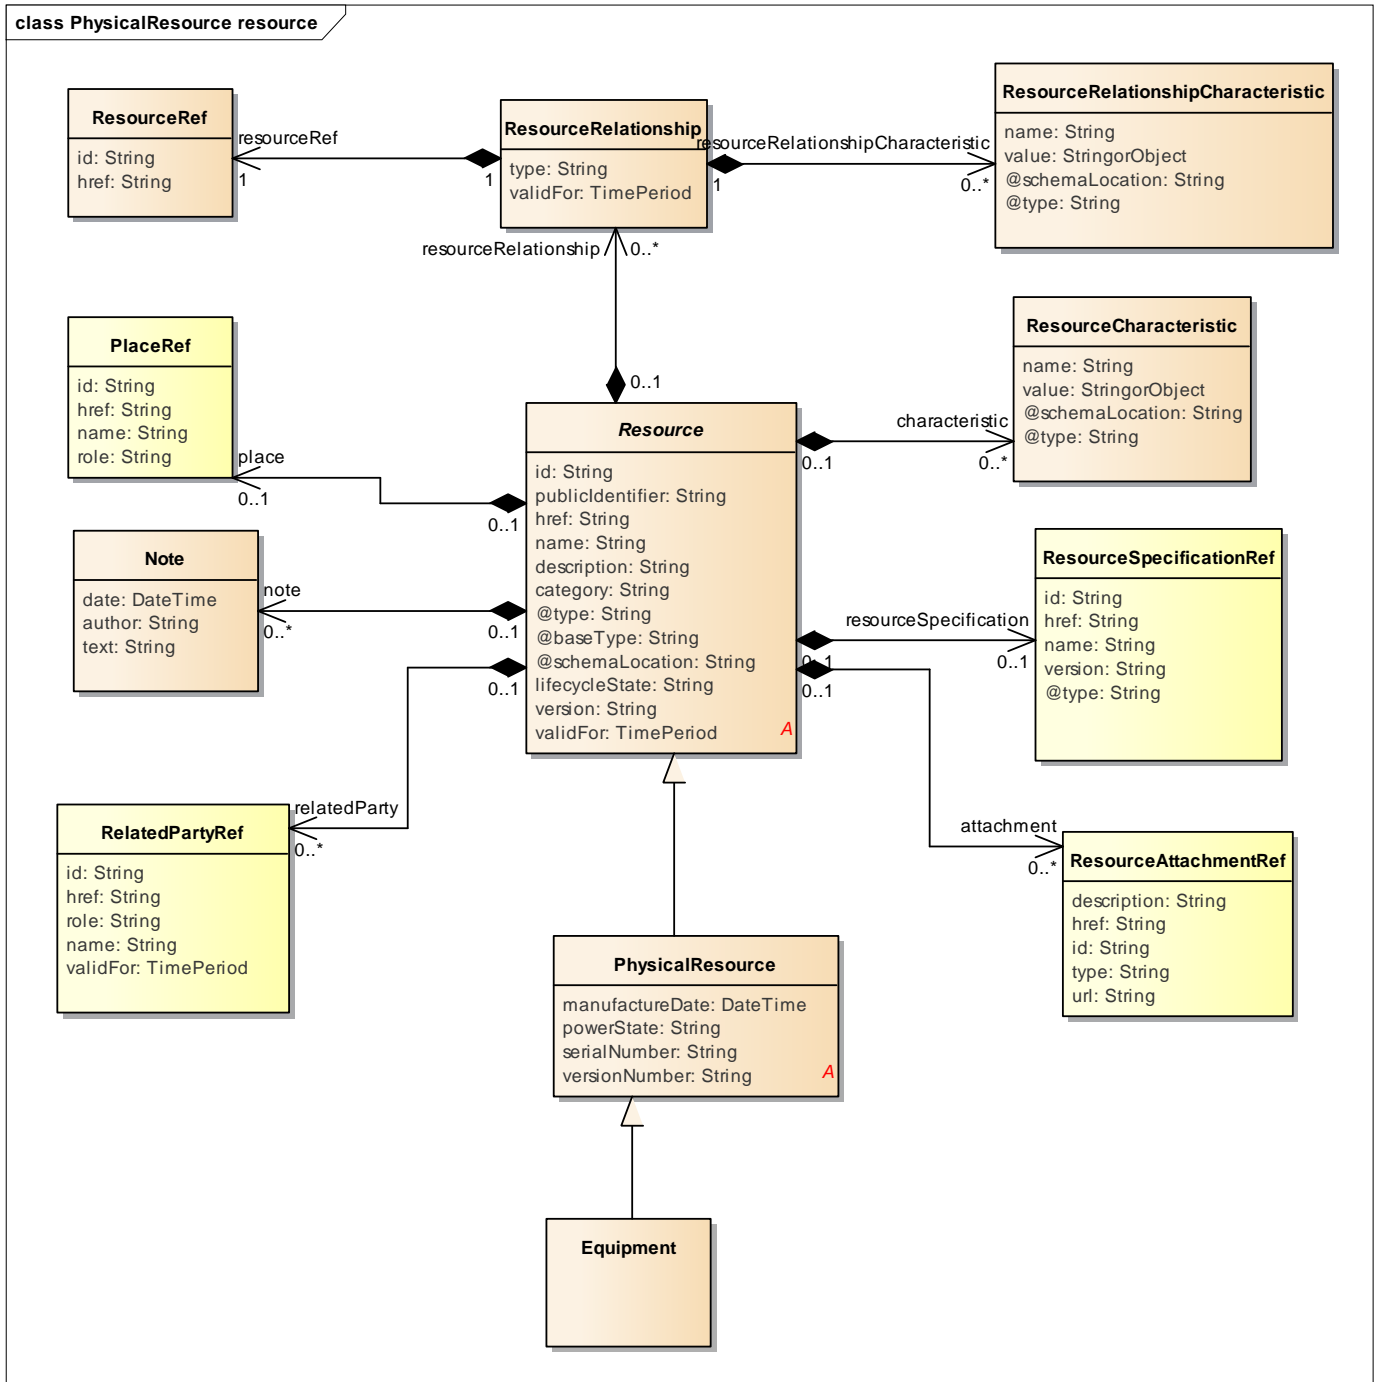 class PhysicalResource resource
ResourceRef
id: String
href: String
resourceRef
1
1
ResourceRelationship
type: String
validFor: TimePeriod
resourceRelationshipCharacteristic
1
0..*
ResourceRelationshipCharacteristic
name: String
value: StringorObject
@schemaLocation: String
@type: String
resourceRelationship
0..*
0..1
PlaceRef
id: String
href: String
name: String
role: String
place
0..1
0..1
Note
date: DateTime
author: String
text: String
note
0..*
0..1
RelatedPartyRef
id: String
href: String
role: String
name: String
validFor: TimePeriod
relatedParty
0..*
0..1
Resource
id: String
publicIdentifier: String
href: String
name: String
description: String
category: String
@type: String
@baseType: String
@schemaLocation: String
lifecycleState: String
version: String
validFor: TimePeriod
A
characteristic
0..1
0..*
ResourceCharacteristic
name: String
value: StringorObject
@schemaLocation: String
@type: String
resourceSpecification
0..1
0..1
ResourceSpecificationRef
id: String
href: String
name: String
version: String
@type: String
0..1
attachment
0..*
ResourceAttachmentRef
description: String
href: String
id: String
type: String
url: String
PhysicalResource
manufactureDate: DateTime
powerState: String
serialNumber: String
versionNumber: String
A
Equipment